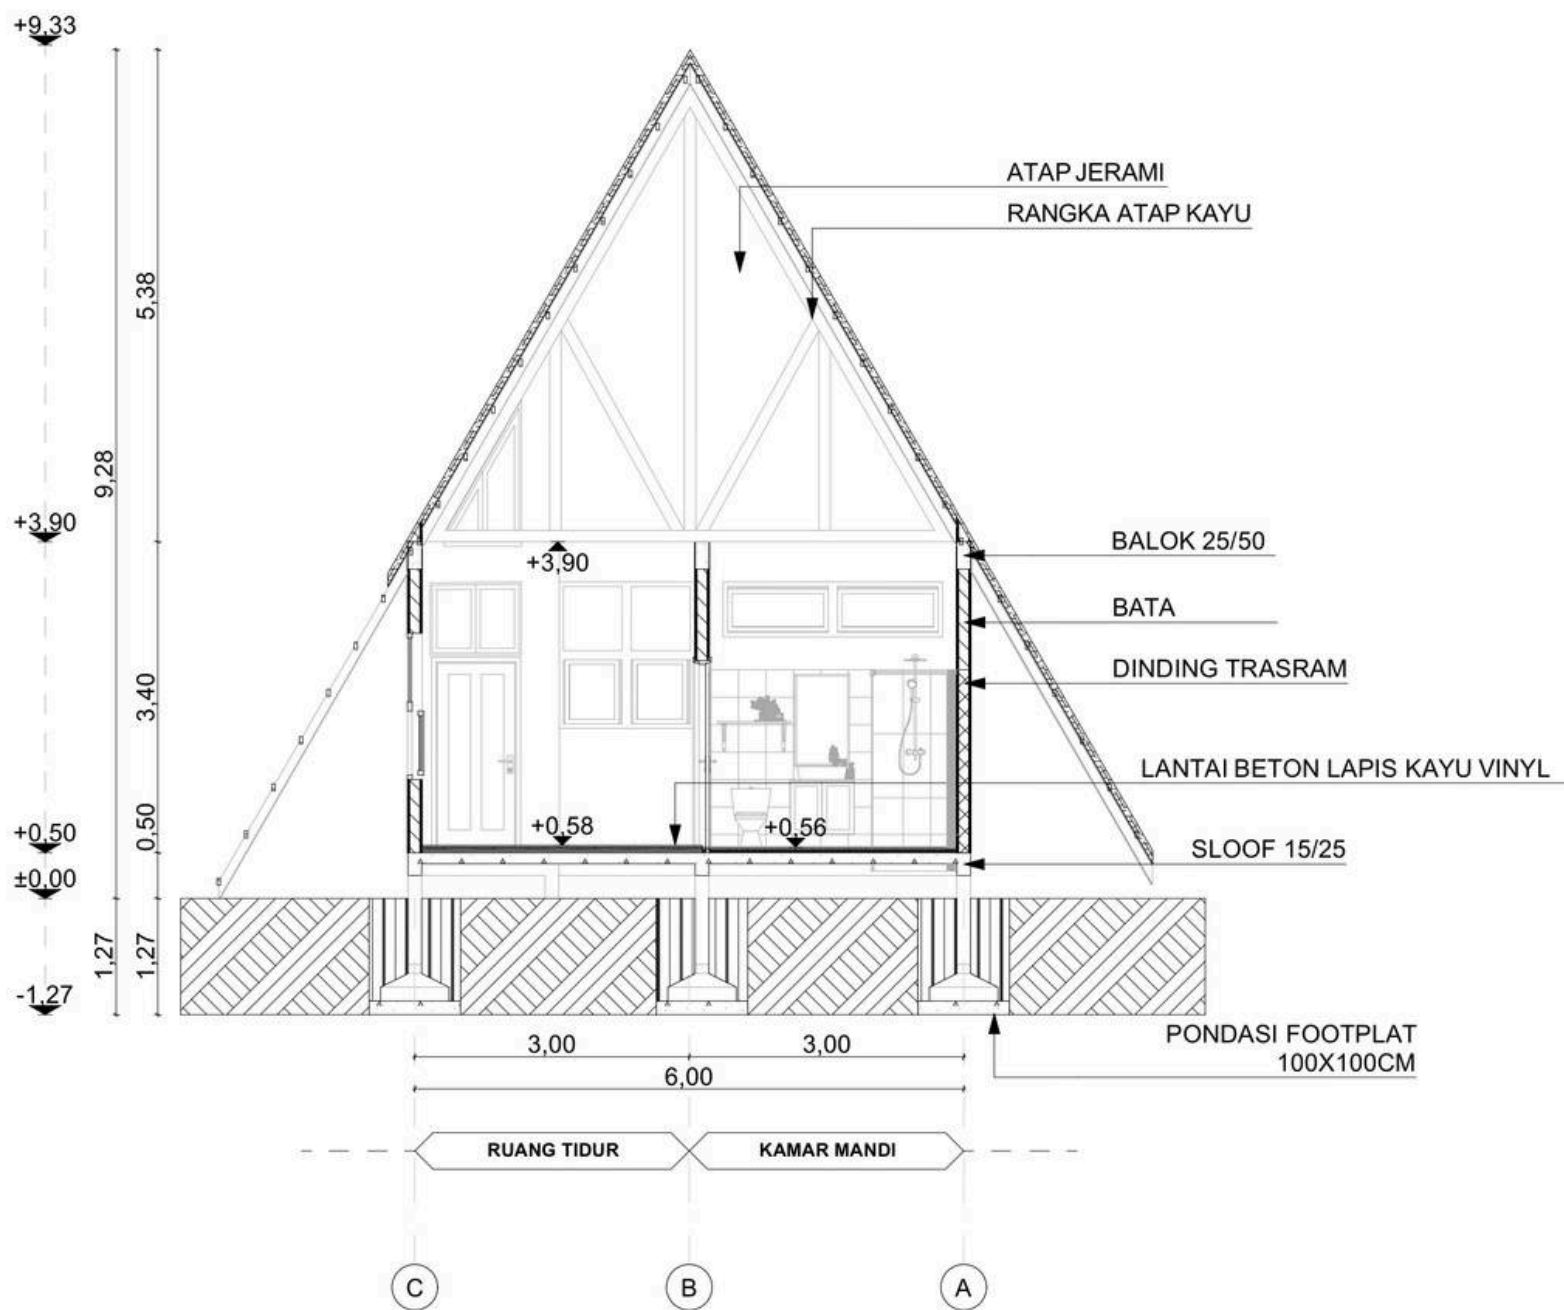 +9,33
ATAP JERAMI
RANGKA ATAP KAYU
5,38
9,28
+3,90
+3,90
BALOK 25/50
BATA
DINDING TRASRAM
3,40
LANTAI BETON LAPIS KAYU VINYL
+0,50
0,50
+0,58
+0,56
SLOOF 15/25
±0,00
1,27
1,27
-1,27
PONDASI FOOTPLAT
100X100CM
3,00
3,00
6,00
RUANG TIDUR
KAMAR MANDI
C
B
A